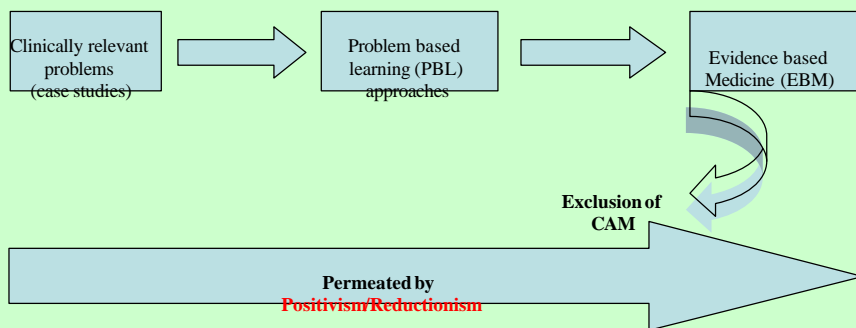 Clinically relevant
problems
(case studies)
Problem based
learning (PBL)
approaches
Evidence based
Medicine (EBM)
Exclusion of
CAM
Permeated by
Positivism/Reductionism